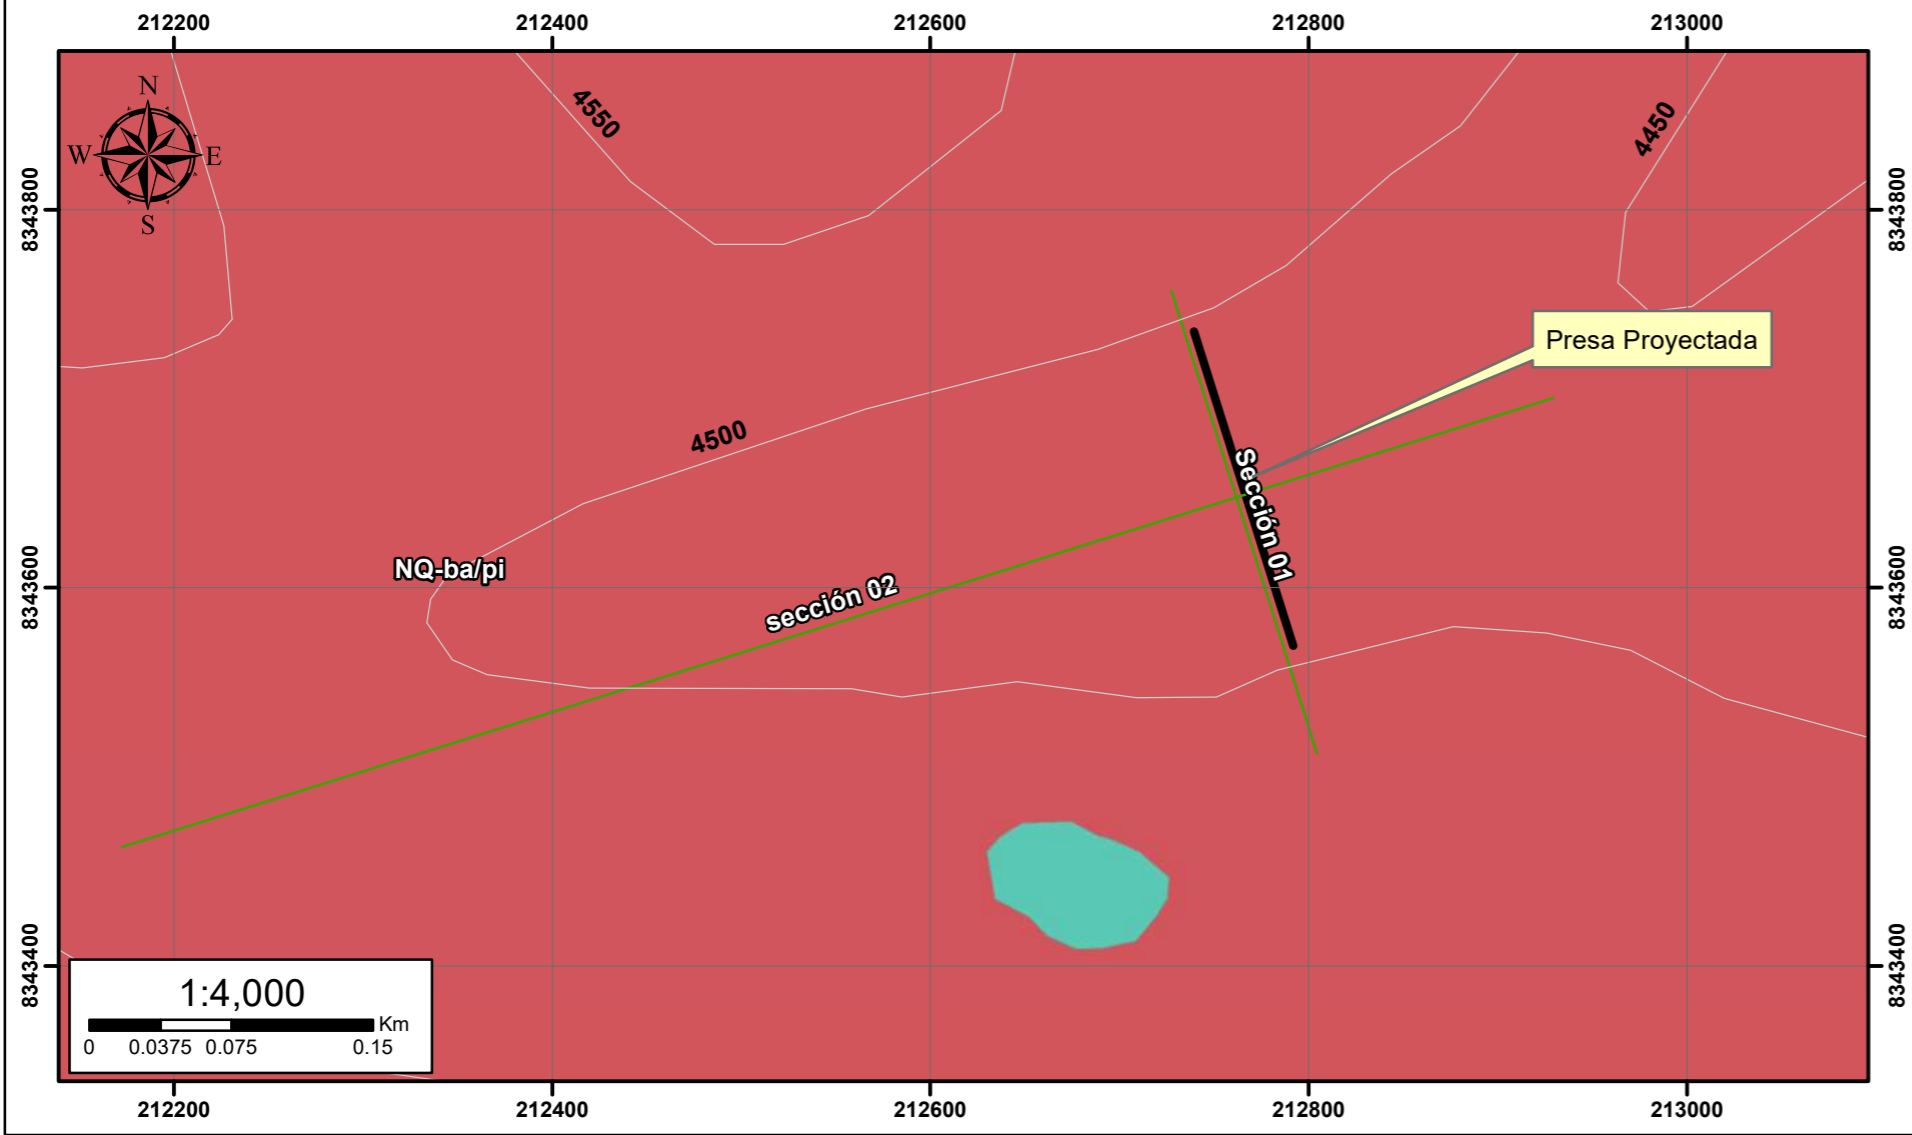 212200 212400 212600 212800 213000
N
W E
S
4550
4450
8343800 8343800
Presa Proyectada
4500
Sección 01
NQ-ba/pi
sección 02
8343600 8343600
8343400 8343400
1:4,000
Km
0 0.0375 0.075 0.15
212200 212400 212600 212800 213000